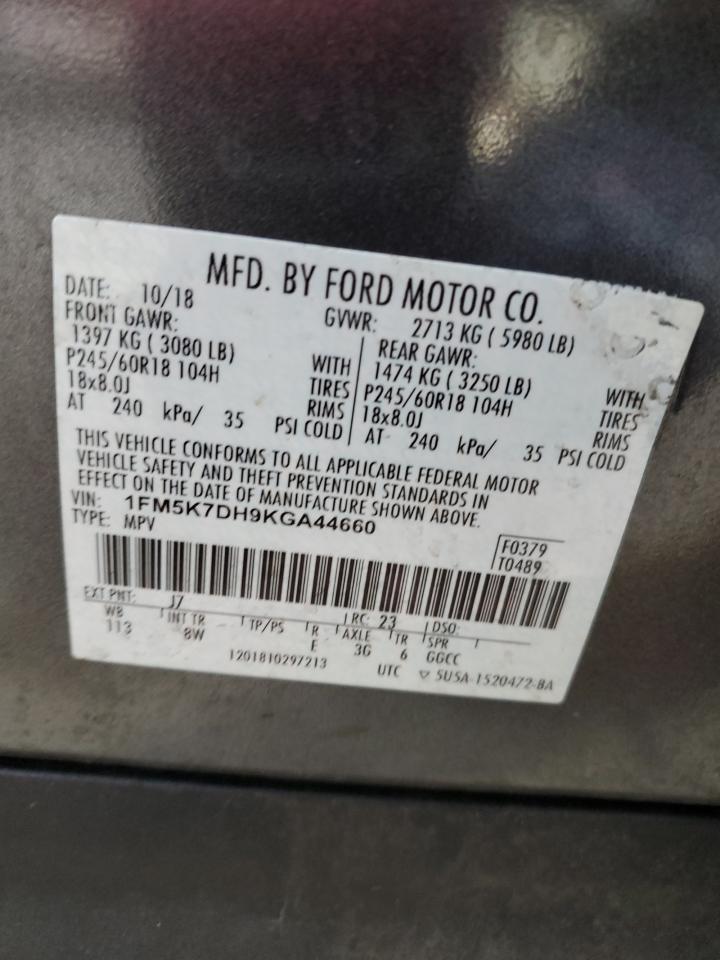 MFD. BY FORD MOTOR CO.
DATE: 10/18 GVWR: 2713 KG ( 5980 LB)
FRONT GAWR: REAR GAWR:
1397 KG ( 3080 LB) WITH 1474 KG ( 3250 LB) WITH
P245/60R18 104H TIRES P245/60R18 104H TIRES
18x8.0J RIMS 18x8.0J RIMS
AT 240 kPa/ 35 PSI COLD AT 240 kPa/ 35 PSI COLD
THIS VEHICLE CONFORMS TO ALL APPLICABLE FEDERAL MOTOR
VEHICLE SAFETY AND THEFT PREVENTION STANDARDS IN
EFFECT ON THE DATE OF MANUFACTURE SHOWN ABOVE.
VIN: 1FM5K7DH9KGA44660
TYPE: MPV
F0379
T0489
EXT PNT: J7 RC: 23 DSO:
WB INT TR TP/PS R AXLE TR SPR
113 8W E 3G 6 GGCC
1201810297213 UTC ▽ 5U5A-1520472-BA